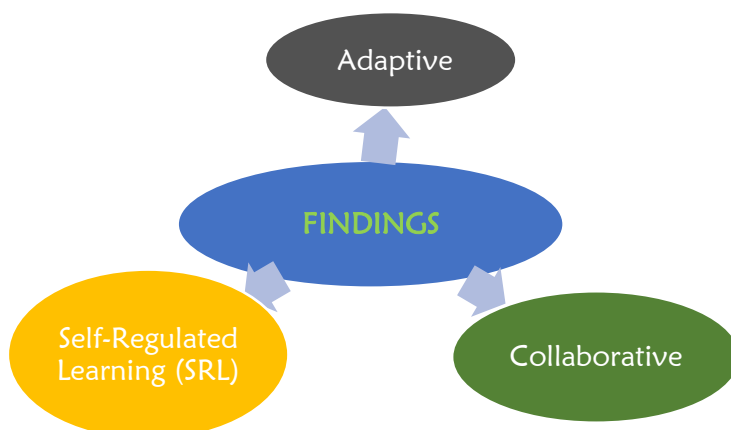 Adaptive
FINDINGS
Self-Regulated
Learning (SRL)
Collaborative